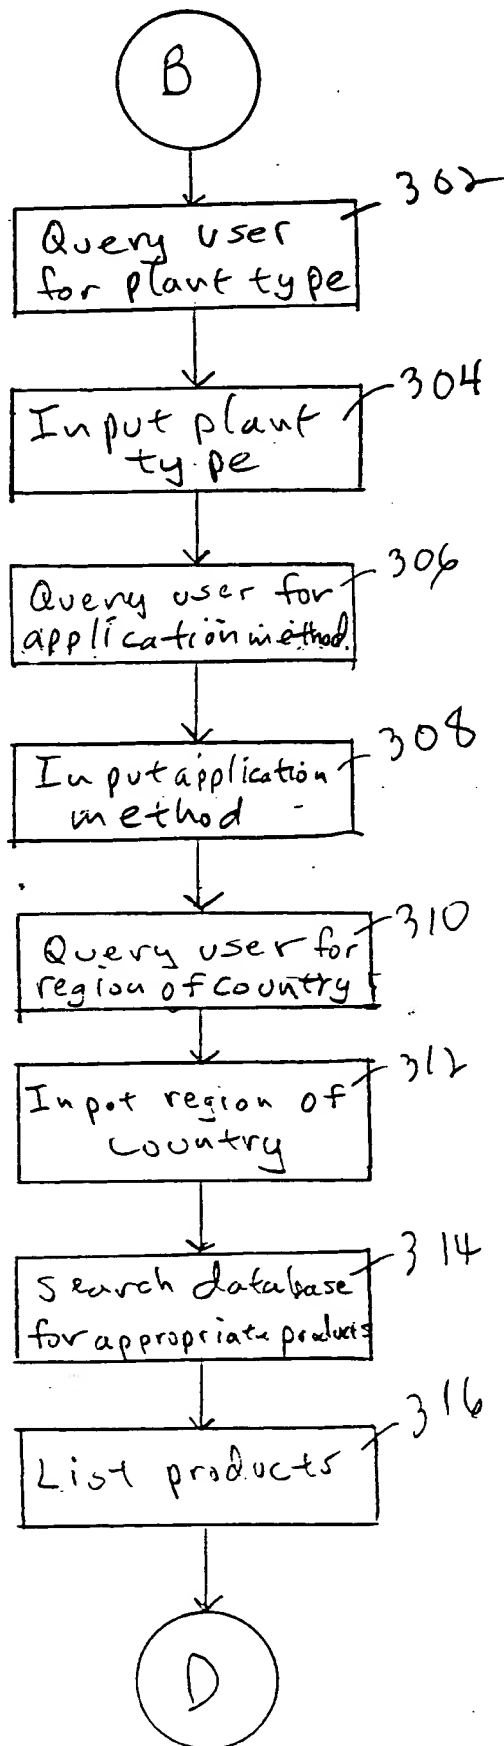 B
302
Query user
for plant type
304
Input plant
type
306
Query user for
application method
308
Input application
method
310
Query user for
region of country
312
Input region of
country
314
Search database
for appropriate products
316
List products
D